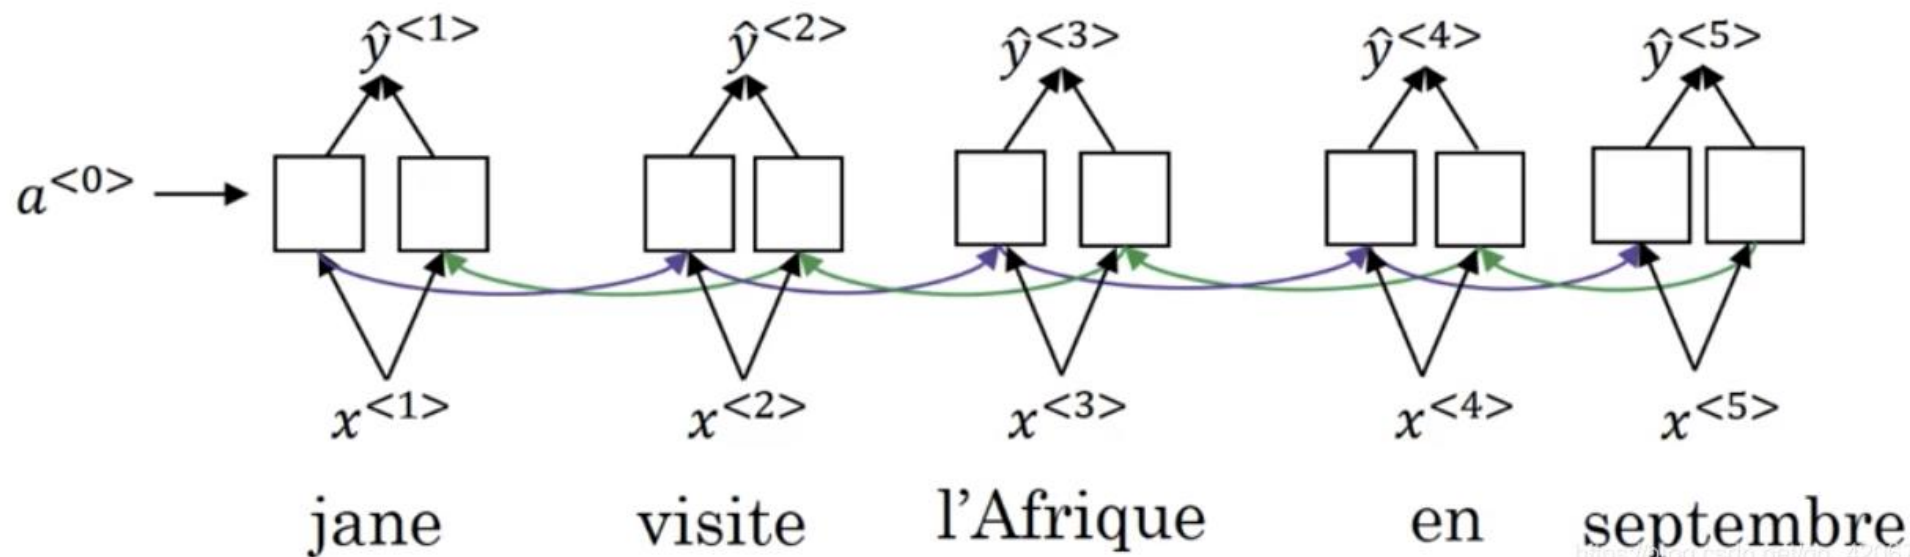 ŷ<1> ŷ<2> ŷ<3> ŷ<4> ŷ<5>
a<0>
x<1> x<2> x<3> x<4> x<5>
jane visite l’Afrique en septembre